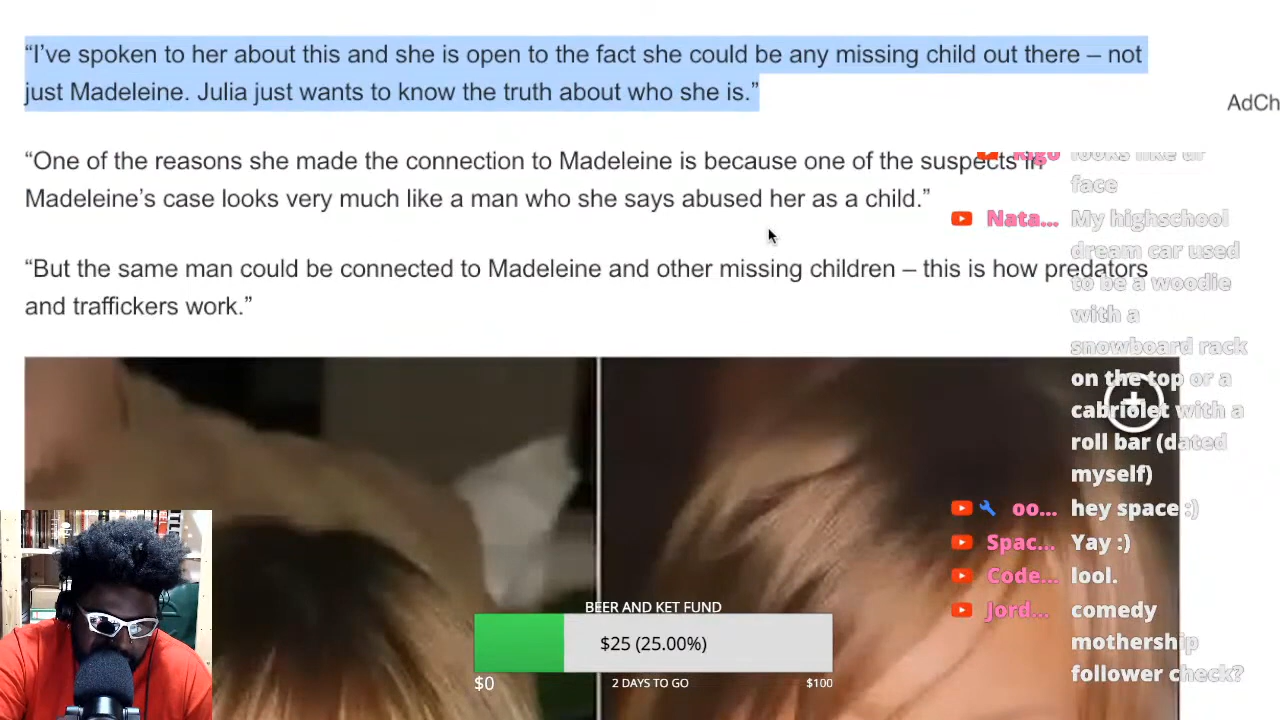 “I’ve spoken to her about this and she is open to the fact she could be any missing child out there – not
just Madeleine. Julia just wants to know the truth about who she is.”
AdCh
“One of the reasons she made the connection to Madeleine is because one of the suspects in
Madeleine’s case looks very much like a man who she says abused her as a child.”
“But the same man could be connected to Madeleine and other missing children – this is how predators
and traffickers work.”
Rigo looks like ur
face
Nata... My highschool
dream car used
to be a woodie
with a
snowboard rack
on the top or a
cabriolet with a
roll bar (dated
myself)
oo... hey space :)
Spac... Yay :)
Code... lool.
Jord... comedy
mothership
follower check?
BEER AND KET FUND
$25 (25.00%)
$0 2 DAYS TO GO $100